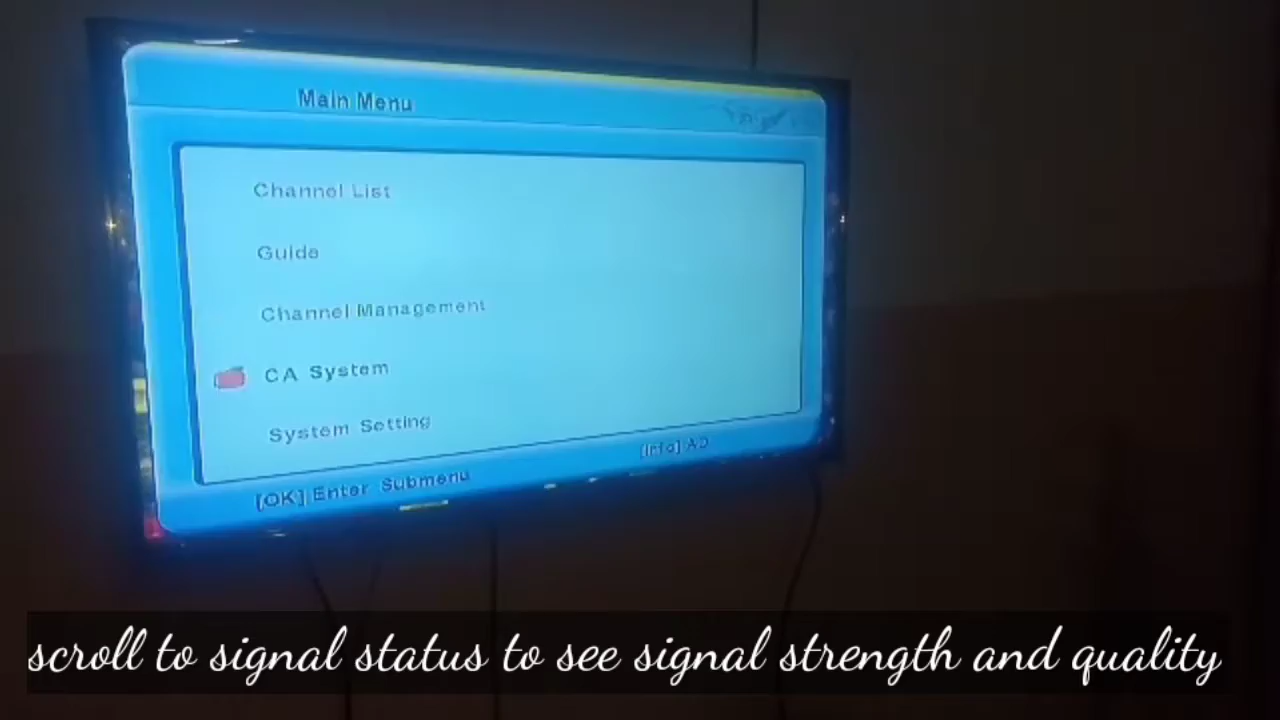 Main Menu
Channel List
Guide
Channel Management
CA System
System Setting
[OK] Enter Submenu
[Info] AD
scroll to signal status to see signal strength and quality